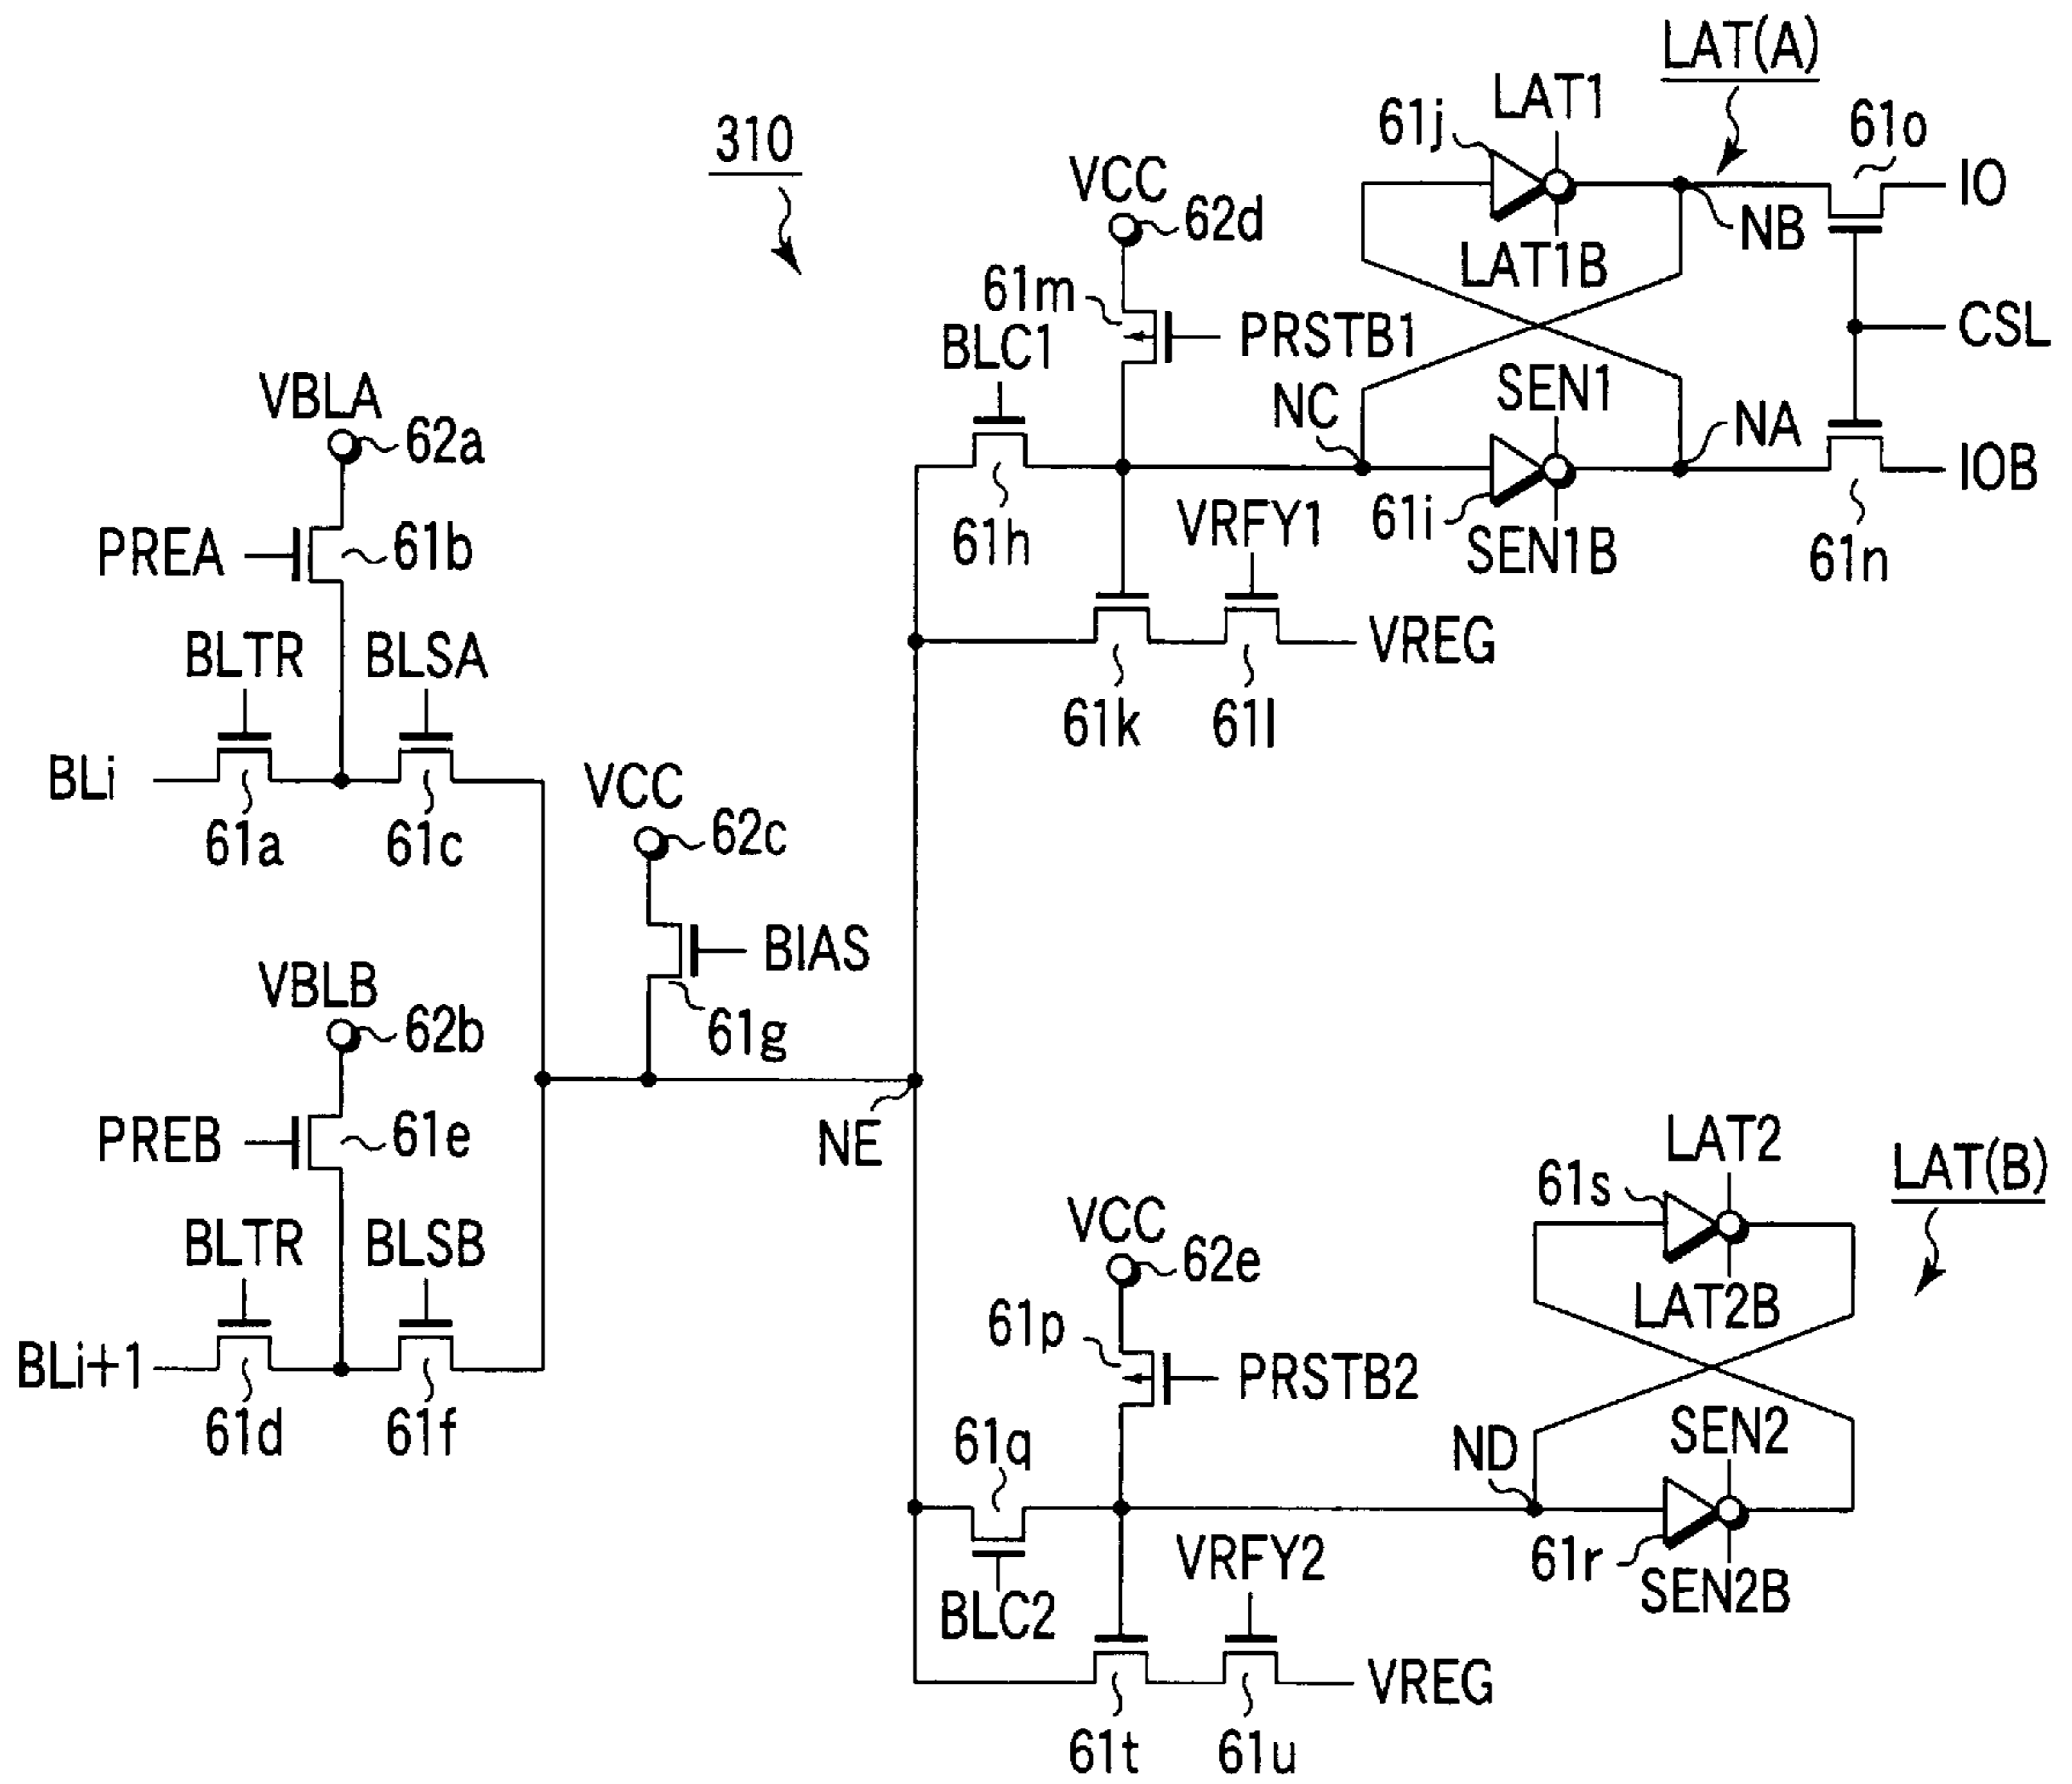 310
LAT(A)
61j
LAT1
61o
IO
LAT1B
NB
VCC
62d
61m
PRSTB1
BLC1
NC
SEN1
NA
CSL
61h
VRFY1
61i
SEN1B
61n
IOB
VBLA
62a
PREA
61b
BLTR
BLSA
61k
61l
VREG
BLi
61a
61c
VCC
62c
BIAS
61g
VBLB
62b
PREB
61e
NE
BLTR
BLSB
BLi+1
61d
61f
VCC
62e
61p
PRSTB2
61s
LAT2
LAT(B)
LAT2B
61q
ND
SEN2
BLC2
VRFY2
61r
SEN2B
61t
61u
VREG